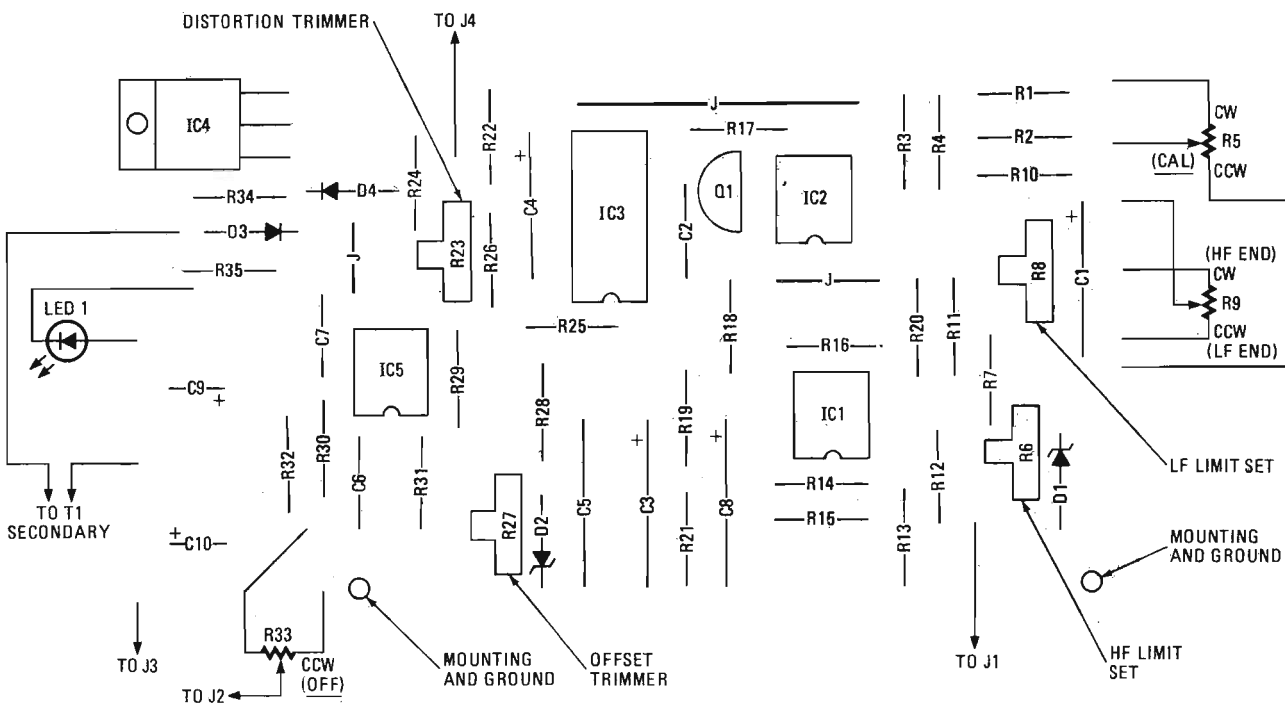 DISTORTION TRIMMER
TO J4
IC4
R22
J
R17
R3
R4
R1
R2
R10
CW
R5
(CAL)
CCW
R34
D4
R24
+
C4
IC3
Q1
IC2
D3
J
R23
R26
C2
R35
J
R8
+
C1
(HF END)
CW
R9
CCW
(LF END)
LED 1
C7
R25
R18
R16
R20
R11
IC5
R29
R7
C9
+
R28
R19
IC1
R32
R30
C6
R31
+
+
R12
R6
D1
LF LIMIT SET
TO T1
SECONDARY
R27
D2
C5
C3
C8
R14
R15
R21
R13
+
C10
MOUNTING
AND GROUND
R33
CCW
(OFF)
TO J3
TO J2
MOUNTING
AND GROUND
OFFSET
TRIMMER
TO J1
HF LIMIT
SET